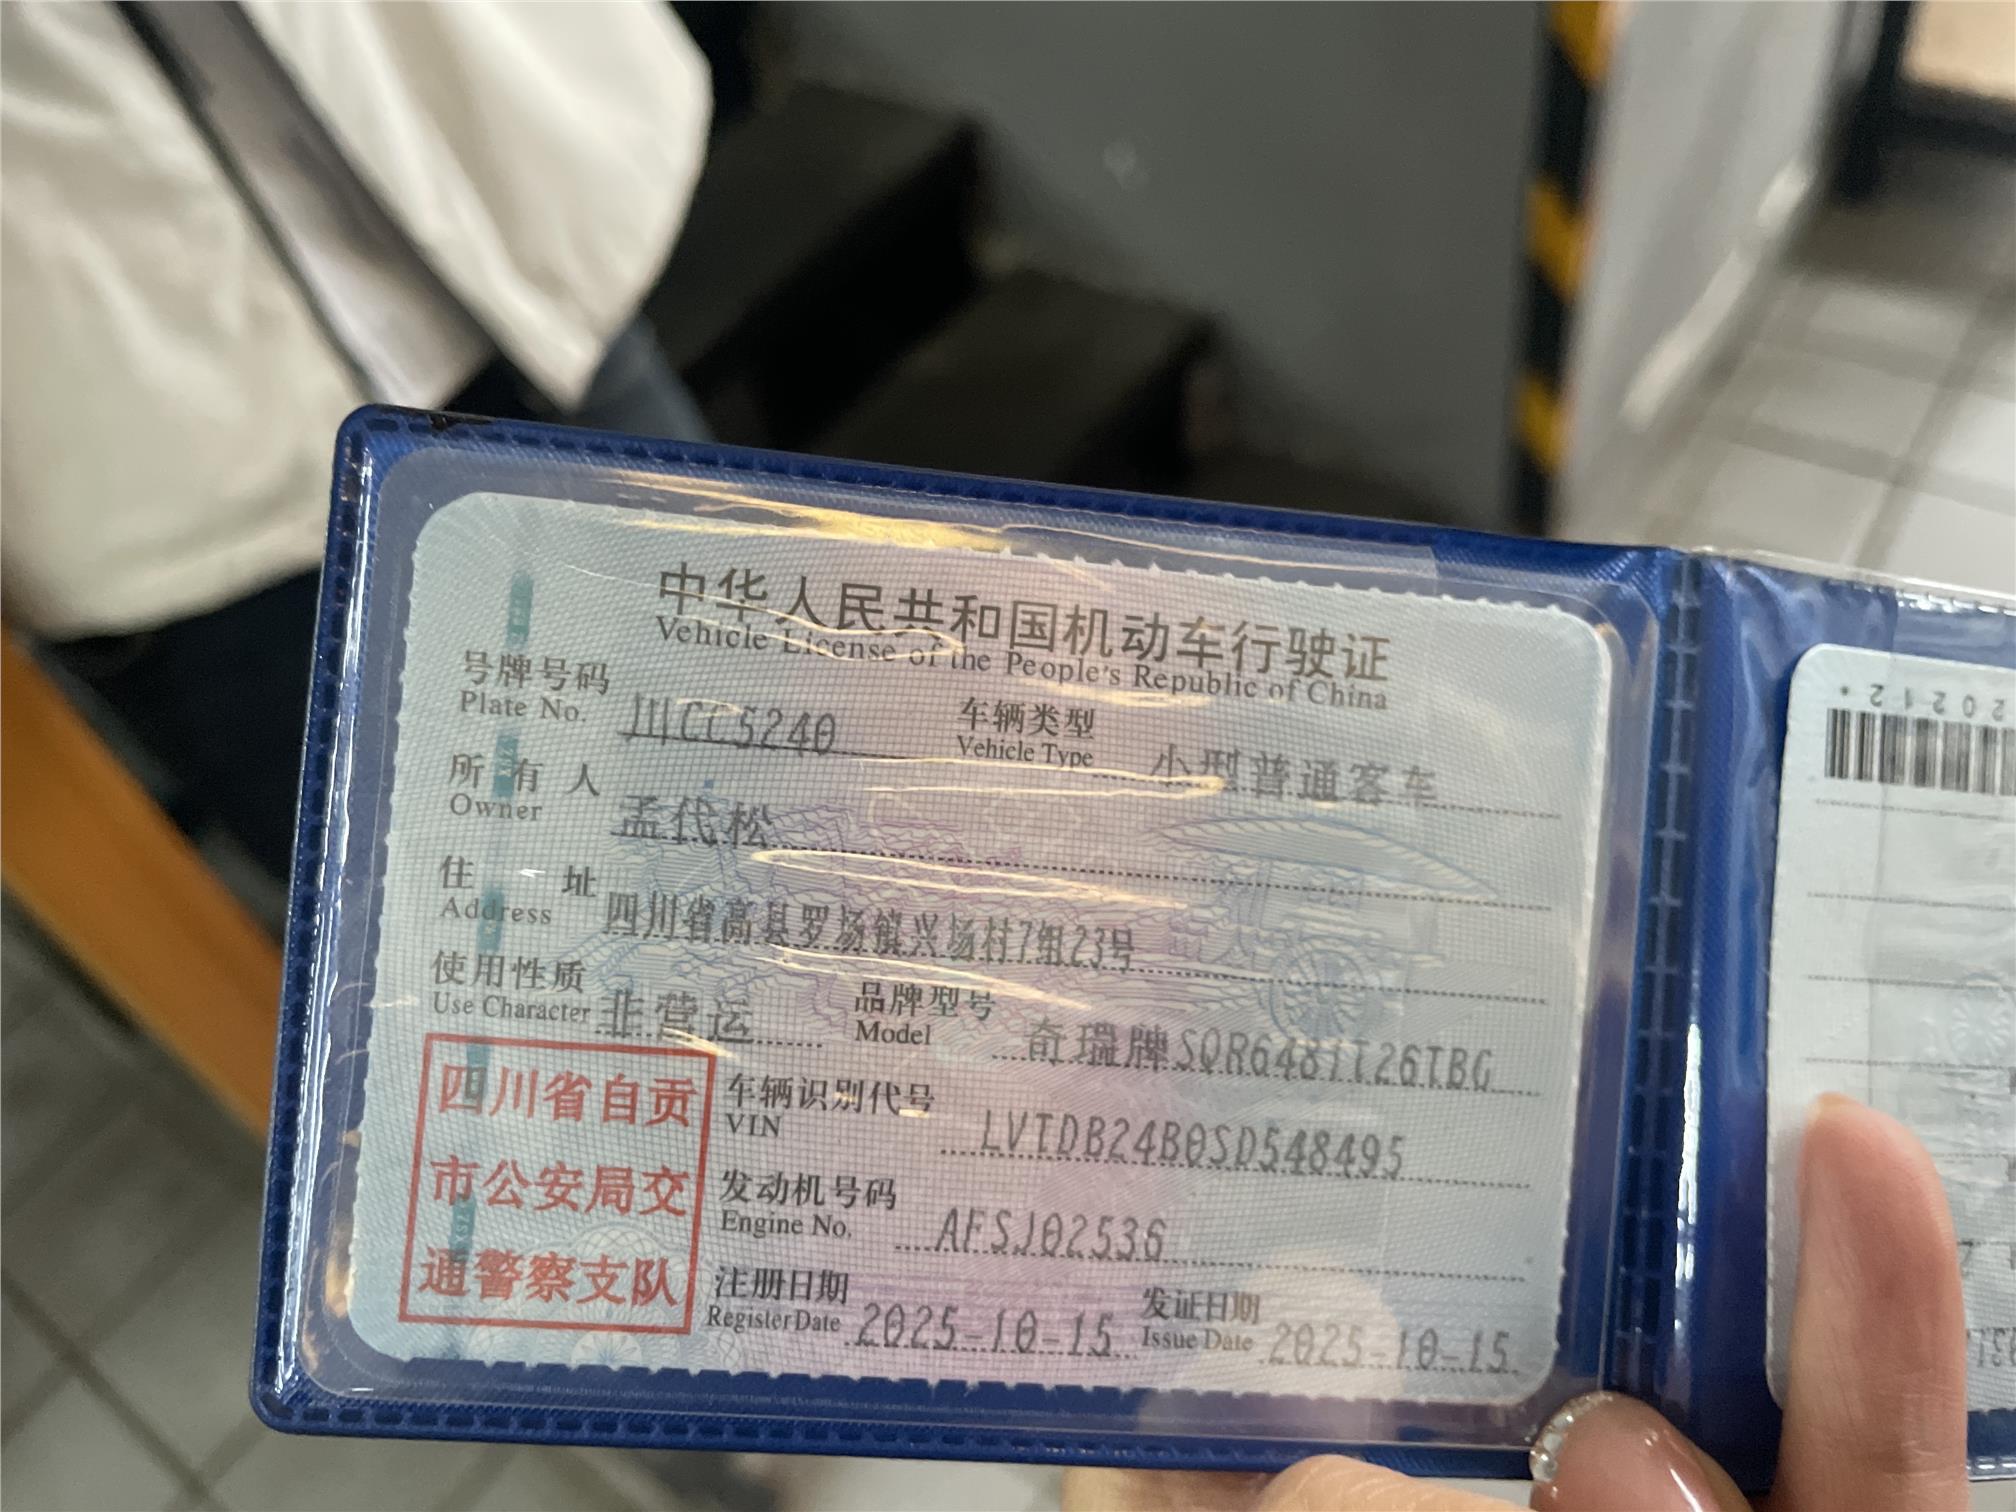 中华人民共和国机动车行驶证
Vehicle License of the People's Republic of China
号牌号码
Plate No.
川CC5240
车辆类型
Vehicle Type
小型普通客车
所有人
Owner
孟代松
住址
Address
四川省高县罗场镇兴场村7组23号
使用性质
Use Character
非营运
品牌型号
Model
奇瑞牌SQR6481T26TBG
四川省自贡
市公安局交
通警察支队
车辆识别代号
VIN
LVTDB24B0SD548495
发动机号码
Engine No.
AFSJ02536
注册日期
Register Date
2025-10-15
发证日期
Issue Date
2025-10-15